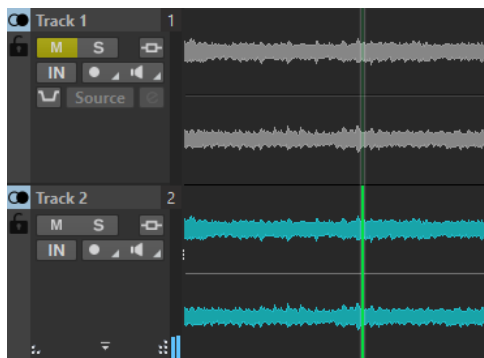 Track 1 1
M S
IN
Source
Track 2 2
M S
IN